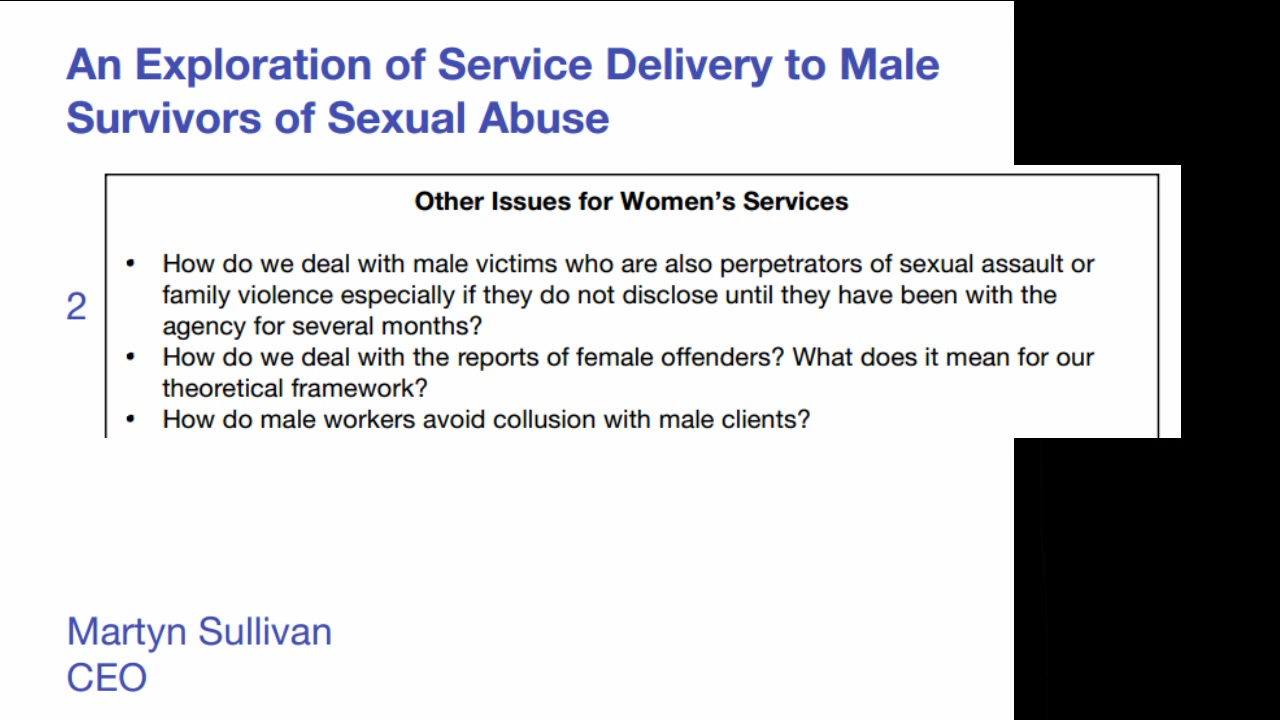 An Exploration of Service Delivery to Male
Survivors of Sexual Abuse
Other Issues for Women’s Services
2
• How do we deal with male victims who are also perpetrators of sexual assault or
family violence especially if they do not disclose until they have been with the
agency for several months?
• How do we deal with the reports of female offenders? What does it mean for our
theoretical framework?
• How do male workers avoid collusion with male clients?
Martyn Sullivan
CEO